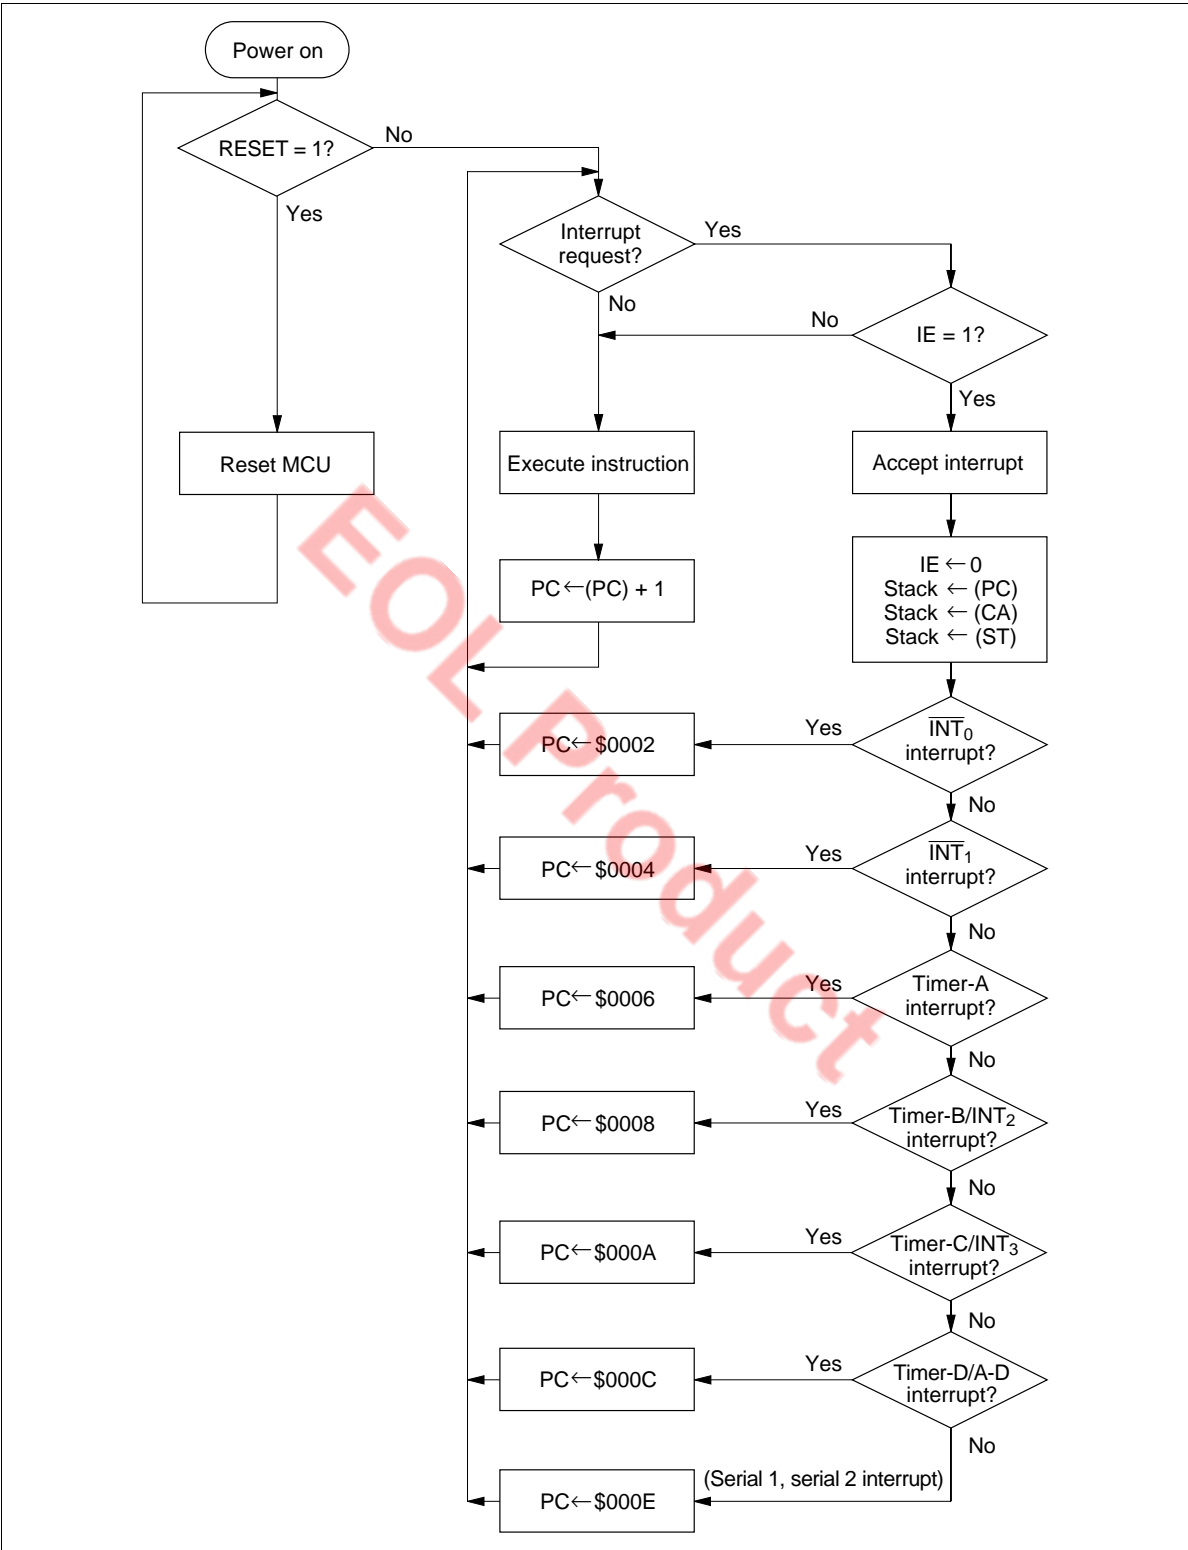 Power on
RESET = 1?
No
Yes
Interrupt
request?
Yes
No
No
IE = 1?
Yes
Reset MCU
Execute instruction
Accept interrupt
PC←(PC) + 1
IE ← 0
Stack ← (PC)
Stack ← (CA)
Stack ← (ST)
PC← $0002
Yes
INT0
interrupt?
No
PC← $0004
Yes
INT1
interrupt?
No
PC← $0006
Yes
Timer-A
interrupt?
No
PC← $0008
Yes
Timer-B/INT2
interrupt?
No
PC← $000A
Yes
Timer-C/INT3
interrupt?
No
PC← $000C
Yes
Timer-D/A-D
interrupt?
No
PC← $000E
(Serial 1, serial 2 interrupt)
EOL Product